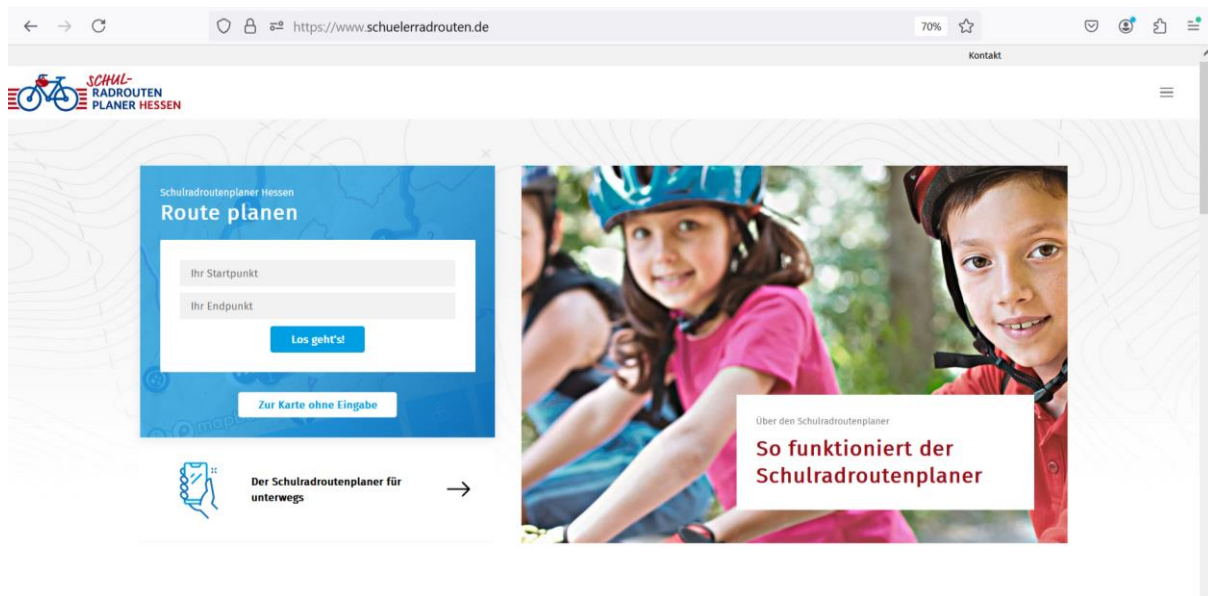 https://www.schuelerradrouten.de
70%
Kontakt
SCHUL-
RADROUTEN
PLANER HESSEN
Schulradroutenplaner Hessen
Route planen
Ihr Startpunkt
Ihr Endpunkt
Los geht's!
Zur Karte ohne Eingabe
Der Schulradroutenplaner für
unterwegs
Über den Schulradroutenplaner
So funktioniert der
Schulradroutenplaner